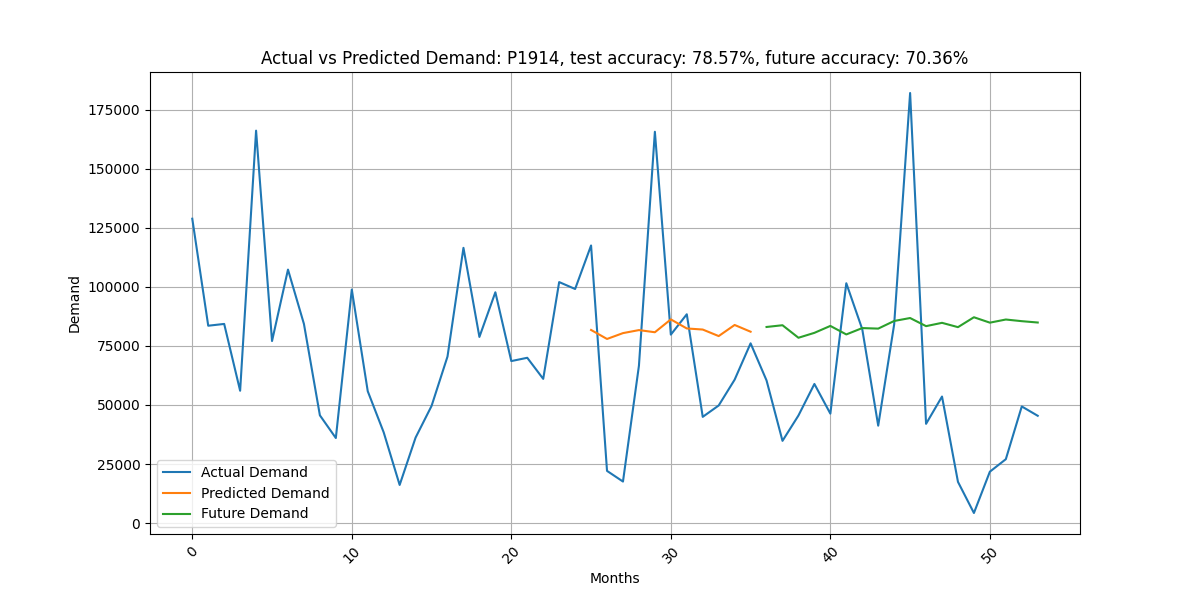 Actual vs Predicted Demand: P1914, test accuracy: 78.57%, future accuracy: 70.36%
Demand
175000
150000
125000
100000
75000
50000
25000
0
Actual Demand
Predicted Demand
Future Demand
0 10 20 30 40 50
Months